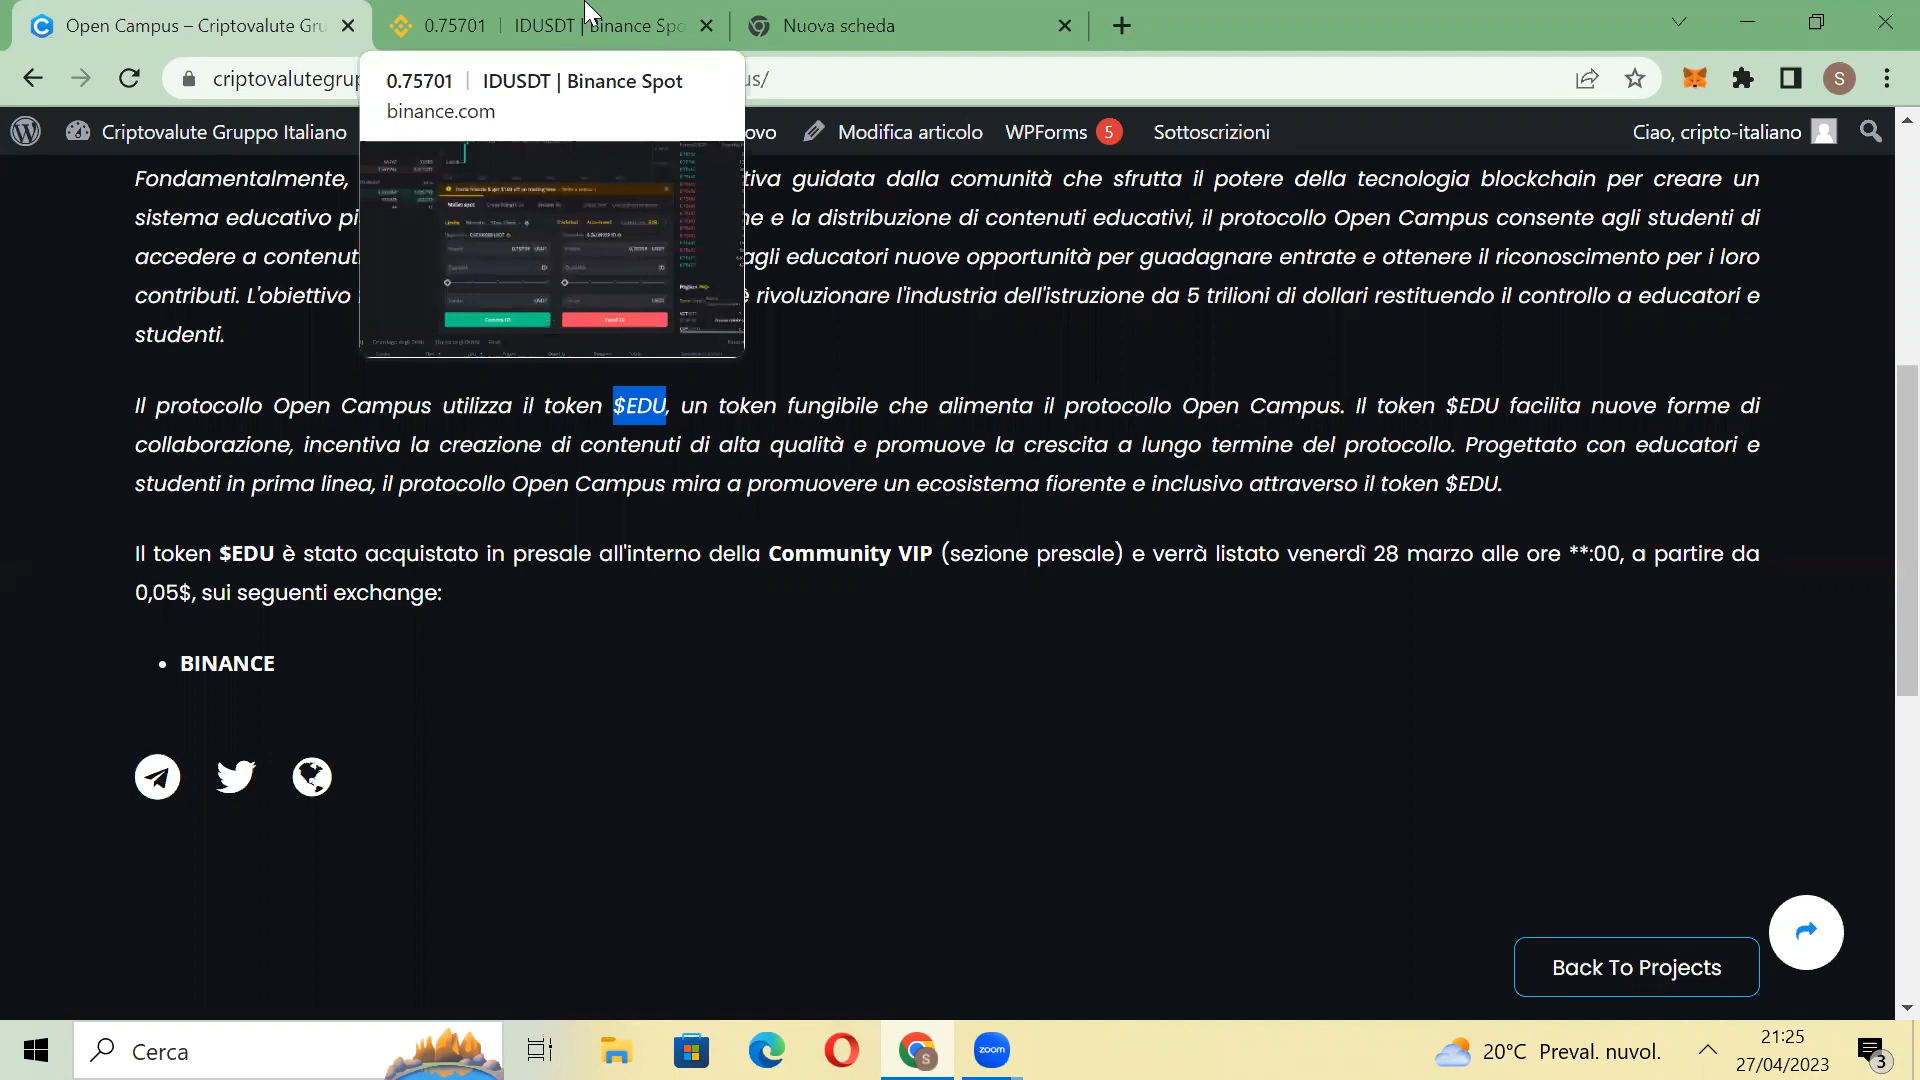 Open Campus – Criptovalute Gru
0.75701 | IDUSDT | Binance Spo
Nuova scheda
criptovalutegrup
us/
0.75701 | IDUSDT | Binance Spot
binance.com
Criptovalute Gruppo Italiano
ovo
Modifica articolo
WPForms 5
Sottoscrizioni
Ciao, cripto-italiano
Fondamentalmente, tiva guidata dalla comunità che sfrutta il potere della tecnologia blockchain per creare un
sistema educativo pi ne e la distribuzione di contenuti educativi, il protocollo Open Campus consente agli studenti di
accedere a contenut agli educatori nuove opportunità per guadagnare entrate e ottenere il riconoscimento per i loro
contributi. L'obiettivo è rivoluzionare l'industria dell'istruzione da 5 trilioni di dollari restituendo il controllo a educatori e
studenti.
Il protocollo Open Campus utilizza il token $EDU, un token fungibile che alimenta il protocollo Open Campus. Il token $EDU facilita nuove forme di
collaborazione, incentiva la creazione di contenuti di alta qualità e promuove la crescita a lungo termine del protocollo. Progettato con educatori e
studenti in prima linea, il protocollo Open Campus mira a promuovere un ecosistema fiorente e inclusivo attraverso il token $EDU.
Il token $EDU è stato acquistato in presale all'interno della Community VIP (sezione presale) e verrà listato venerdì 28 marzo alle ore **:00, a partire da
0,05$, sui seguenti exchange:
• BINANCE
Back To Projects
Cerca
zoom
20°C Preval. nuvol.
21:25
27/04/2023
3